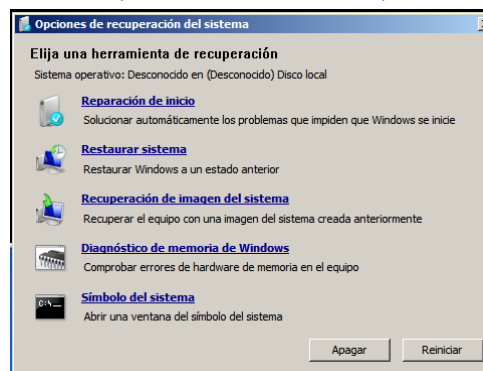 Opciones de recuperación del sistema
Elija una herramienta de recuperación
Sistema operativo: Desconocido en (Desconocido) Disco local
Reparación de inicio
Solucionar automáticamente los problemas que impiden que Windows se inicie
Restaurar sistema
Restaurar Windows a un estado anterior
Recuperación de imagen del sistema
Recuperar el equipo con una imagen del sistema creada anteriormente
Diagnóstico de memoria de Windows
Comprobar errores de hardware de memoria en el equipo
Símbolo del sistema
Abrir una ventana del símbolo del sistema
Apagar Reiniciar